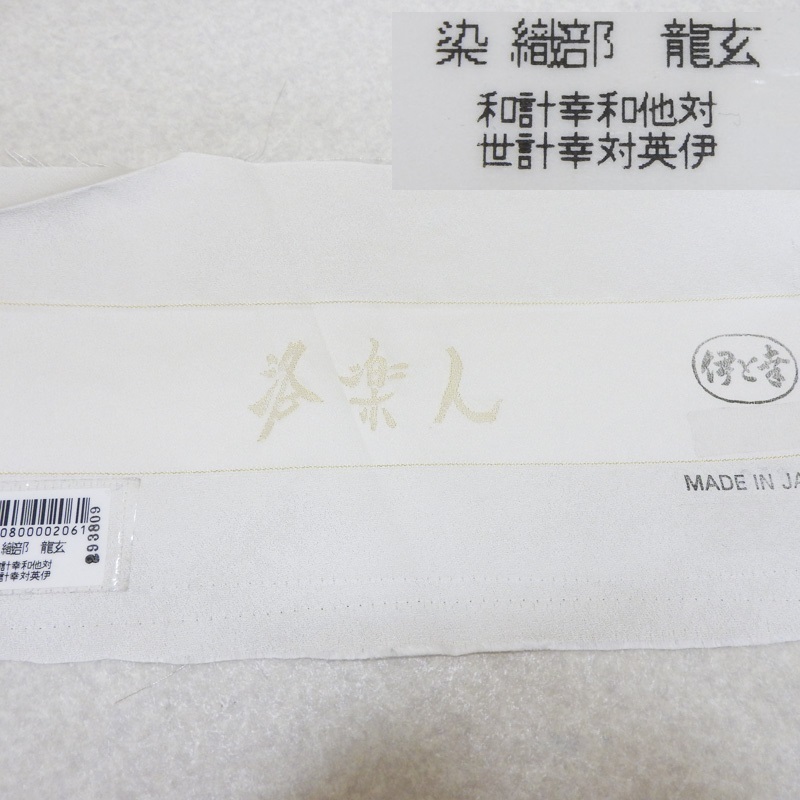 染 織部 龍玄
和計幸和他対
世計幸対英伊
洛楽人
伊と幸
MADE IN JA
0800002061
織部 龍玄
計幸和他対
計幸対英伊
93809